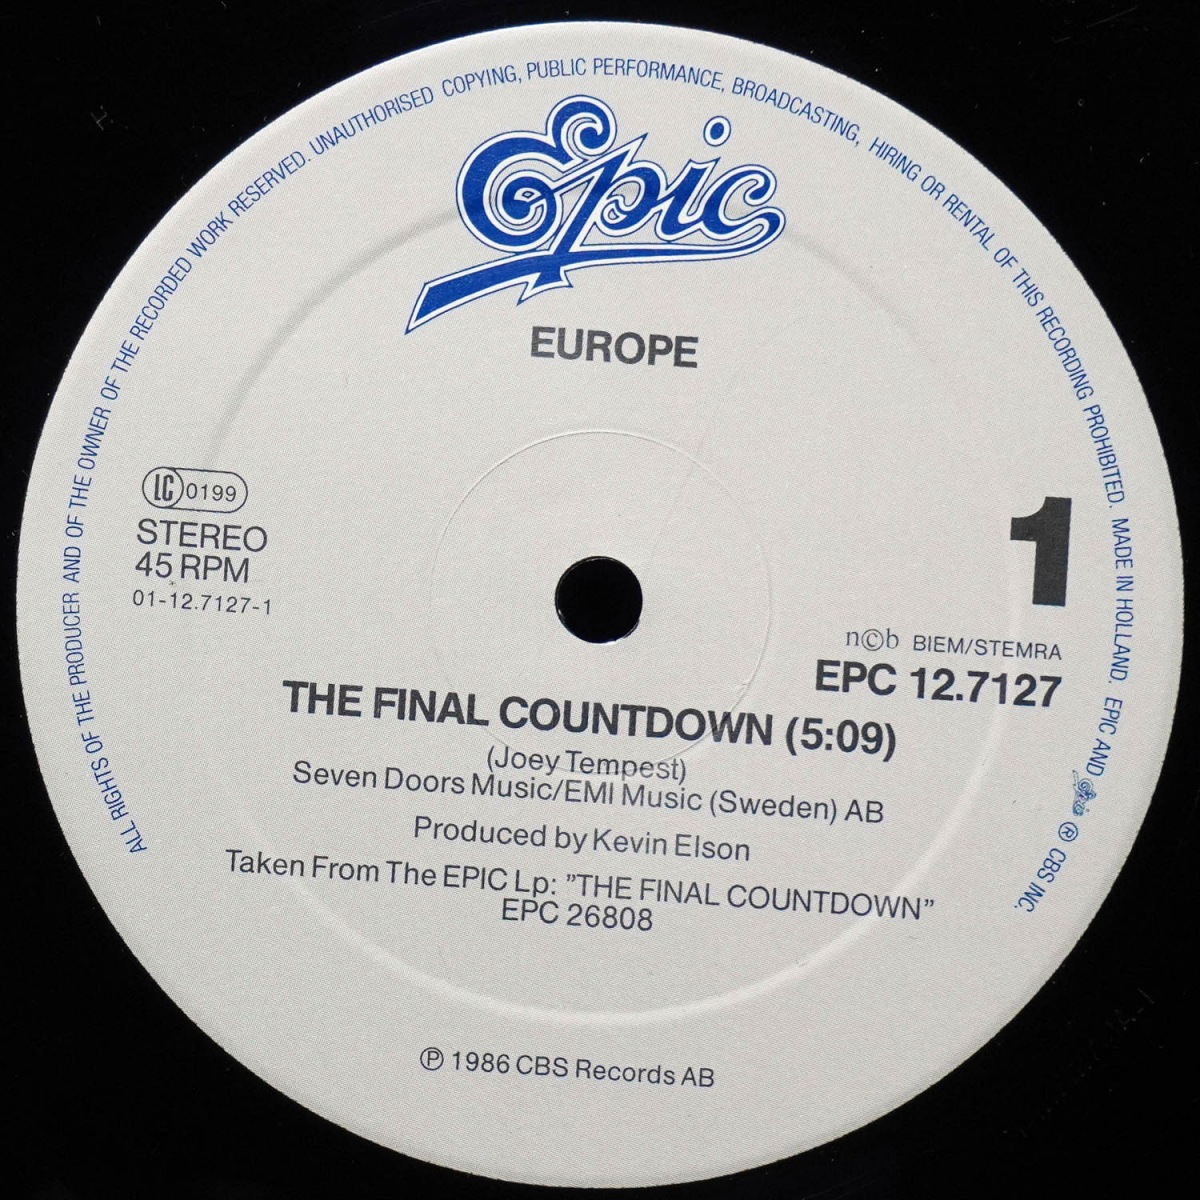 ALL RIGHTS OF THE PRODUCER AND OF THE OWNER OF THE RECORDED WORK RESERVED. UNAUTHORISED COPYING, PUBLIC PERFORMANCE, BROADCASTING, HIRING OR RENTAL OF THIS RECORDING PROHIBITED. MADE IN HOLLAND. EPIC AND Epic ℗ CBS INC.
Epic
EUROPE
LC 0199
STEREO
45 RPM
01-12.7127-1
1
n©b BIEM/STEMRA
EPC 12.7127
THE FINAL COUNTDOWN (5:09)
(Joey Tempest)
Seven Doors Music/EMI Music (Sweden) AB
Produced by Kevin Elson
Taken From The EPIC Lp: ”THE FINAL COUNTDOWN”
EPC 26808
℗ 1986 CBS Records AB